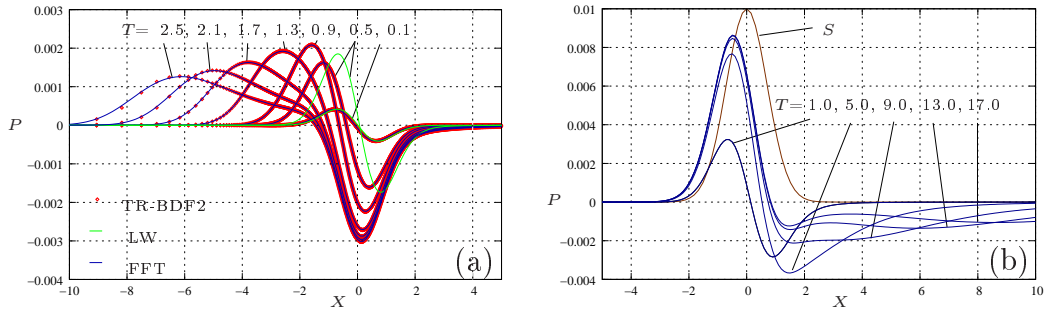 0.003
0.002
0.001
0
−0.001
−0.002
−0.003
−0.004
P
−10 −8 −6 −4 −2 0 2 4
X
T= 2.5, 2.1, 1.7, 1.3, 0.9, 0.5, 0.1
TR-BDF2
LW
FFT
(a)
0.01
0.008
0.006
0.004
0.002
0
−0.002
−0.004
P
−4 −2 0 2 4 6 8 10
X
S
T= 1.0, 5.0, 9.0, 13.0, 17.0
(b)